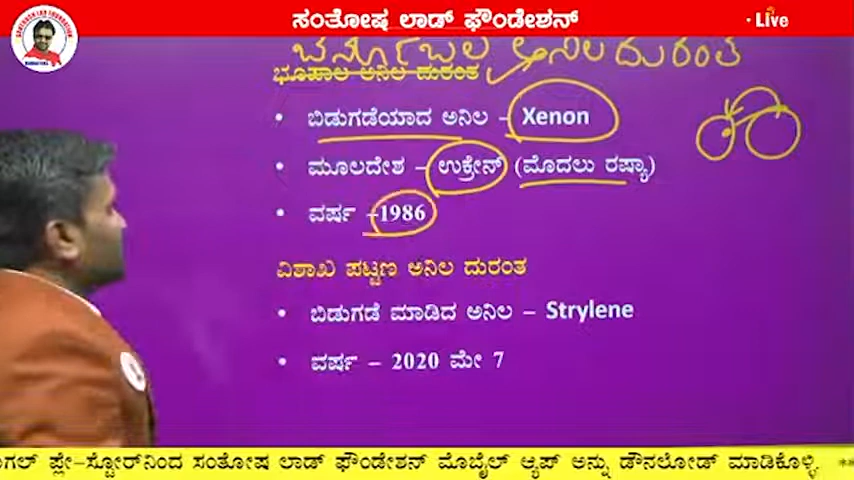 ಸಂತೋಷ ಲಾಡ್ ಫೌಂಡೇಶನ್
Live
ಚರ್ನೋಬಿಲ ಅನಿಲ ದುರಂತ
ಭೂಪಾಲ ಅನಿಲ ದುರಂತ
• ಬಿಡುಗಡೆಯಾದ ಅನಿಲ – Xenon
• ಮೂಲದೇಶ – ಉಕ್ರೇನ್ (ಮೊದಲು ರಷ್ಯಾ)
• ವರ್ಷ –1986
ವಿಶಾಖ ಪಟ್ಟಣ ಅನಿಲ ದುರಂತ
• ಬಿಡುಗಡೆ ಮಾಡಿದ ಅನಿಲ – Strylene
• ವರ್ಷ – 2020 ಮೇ 7
ಗಲ್ ಪ್ಲೇ-ಸ್ಟೋರ್‌ನಿಂದ ಸಂತೋಷ ಲಾಡ್ ಫೌಂಡೇಶನ್ ಮೊಬೈಲ್ ಆ್ಯಪ್ ಅನ್ನು ಡೌನಲೋಡ್ ಮಾಡಿಕೊಳ್ಳಿ. **